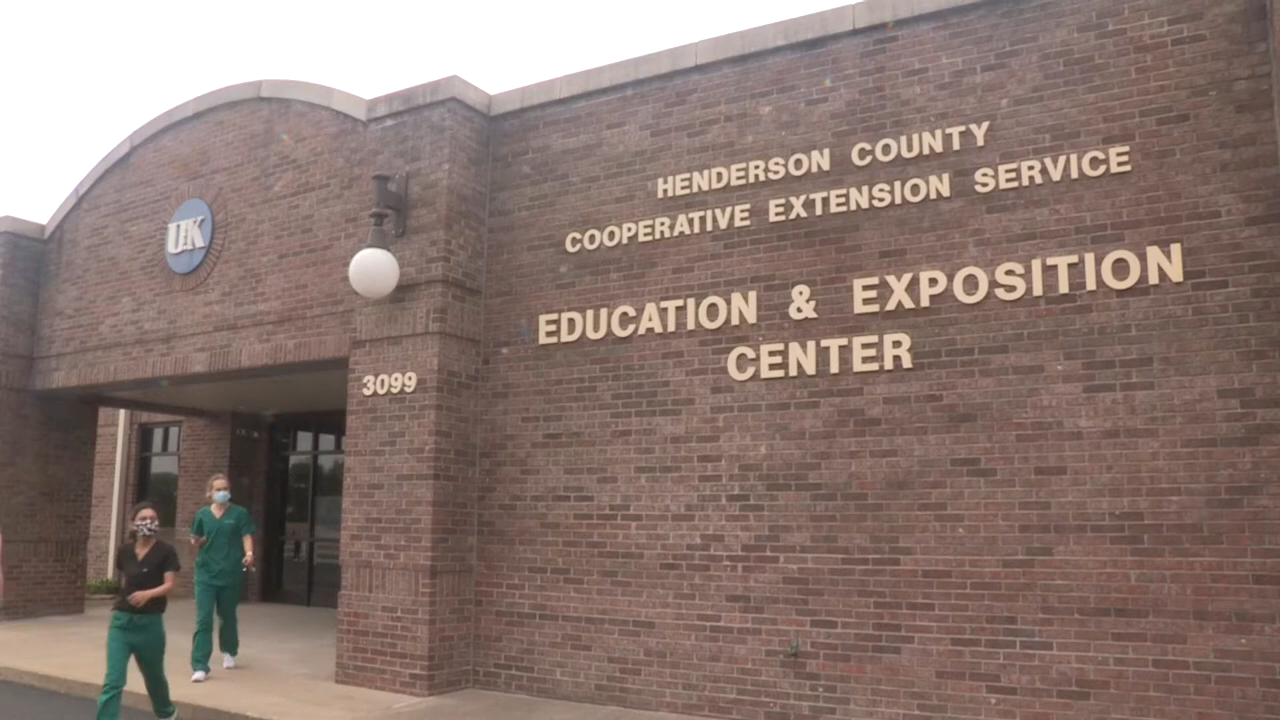 HENDERSON COUNTY
COOPERATIVE EXTENSION SERVICE
EDUCATION & EXPOSITION
CENTER
UK
3099